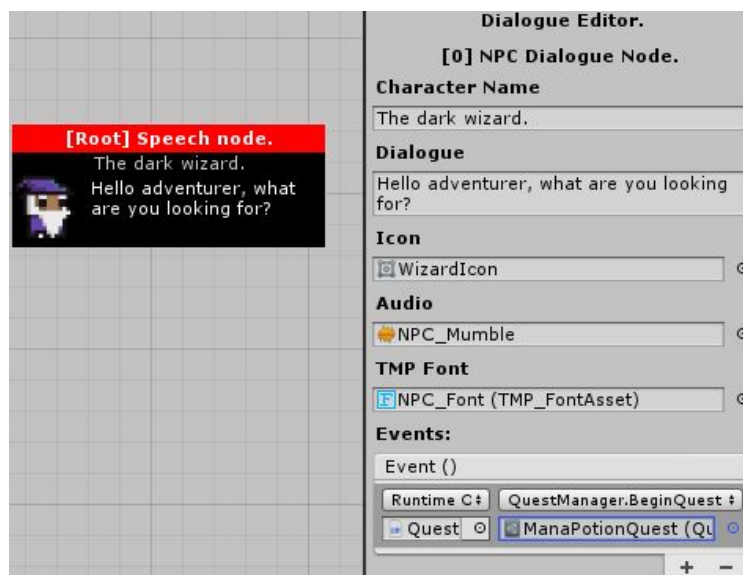 [Root] Speech node.
The dark wizard.
Hello adventurer, what
are you looking for?
Dialogue Editor.
[0] NPC Dialogue Node.
Character Name
The dark wizard.
Dialogue
Hello adventurer, what are you looking
for?
Icon
WizardIcon
Audio
NPC_Mumble
TMP Font
F NPC_Font (TMP_FontAsset)
Events:
Event ()
Runtime C QuestManager.BeginQuest
Quest ManaPotionQuest (Qu
+ -